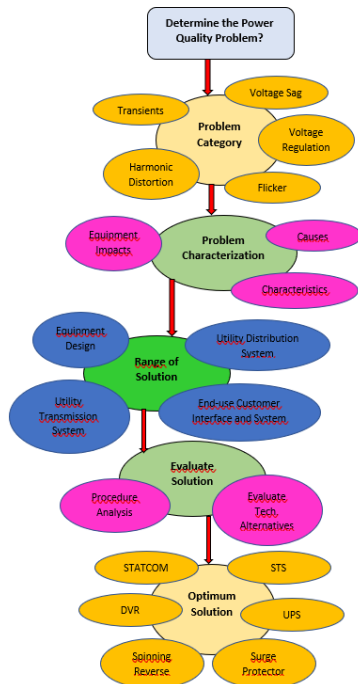 Determine the Power
Quality Problem?
Voltage Sag
Transients
Problem
Category
Voltage
Regulation
Harmonic
Distortion
Flicker
Equipment
Impacts
Problem
Characterization
Causes
Characteristics
Equipment
Design
Utility Distribution
System
Range of
Solution
Utility
Transmission
System
End-use Customer
Interface and System
Evaluate
Solution
Procedure
Analysis
Evaluate
Tech.
Alternatives
STATCOM
STS
DVR
Optimum
Solution
UPS
Spinning
Reverse
Surge
Protector